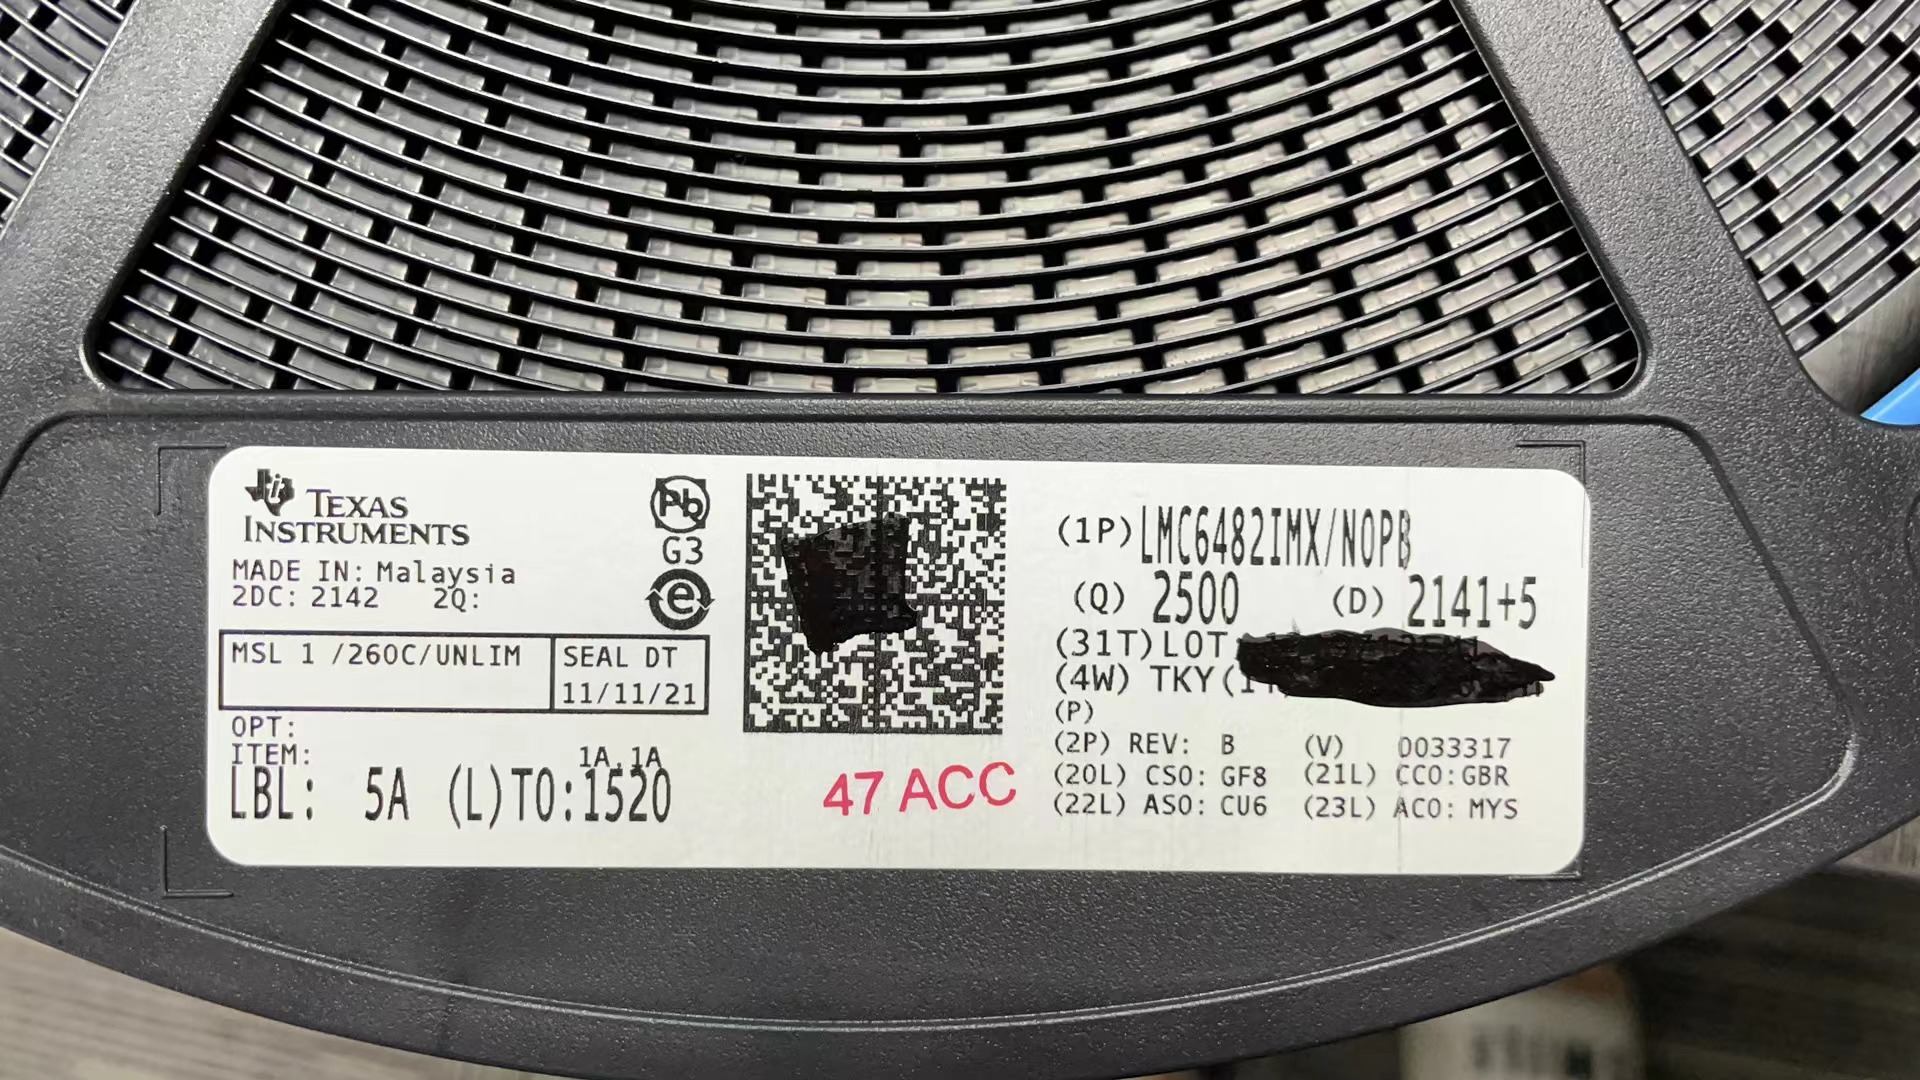 TEXAS
INSTRUMENTS
MADE IN: Malaysia
2DC: 2142 2Q:
MSL 1 /260C/UNLIM
SEAL DT
11/11/21
OPT:
ITEM: 1A.1A
LBL: 5A (L)TO:1520
Pb
G3
e
47 ACC
(1P) LMC6482IMX/NOPB
(Q) 2500 (D) 2141+5
(31T) LOT
(4W) TKY
(P)
(2P) REV: B (V) 0033317
(20L) CSO: GF8 (21L) CCO:GBR
(22L) ASO: CU6 (23L) ACO: MYS